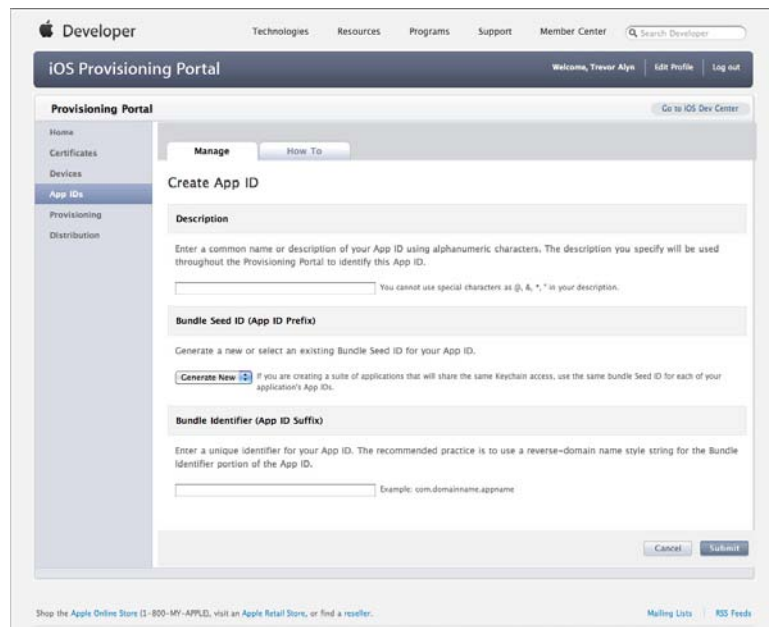 Developer
Technologies Resources Programs Support Member Center Search Developer
iOS Provisioning Portal
Welcome, Trevor Alyn Edit Profile Log out
Provisioning Portal
Go to iOS Dev Center
Home
Certificates
Devices
App IDs
Provisioning
Distribution
Manage How To
Create App ID
Description
Enter a common name or description of your App ID using alphanumeric characters. The description you specify will be used
throughout the Provisioning Portal to identify this App ID.
You cannot use special characters as @, &, *, " in your description.
Bundle Seed ID (App ID Prefix)
Generate a new or select an existing Bundle Seed ID for your App ID.
Generate New
If you are creating a suite of applications that will share the same Keychain access, use the same bundle Seed ID for each of your
application's App IDs.
Bundle Identifier (App ID Suffix)
Enter a unique identifier for your App ID. The recommended practice is to use a reverse-domain name style string for the Bundle
Identifier portion of the App ID.
Example: com.domainname.appname
Cancel Submit
Shop the Apple Online Store (1-800-MY-APPLE), visit an Apple Retail Store, or find a reseller.
Mailing Lists RSS Feeds